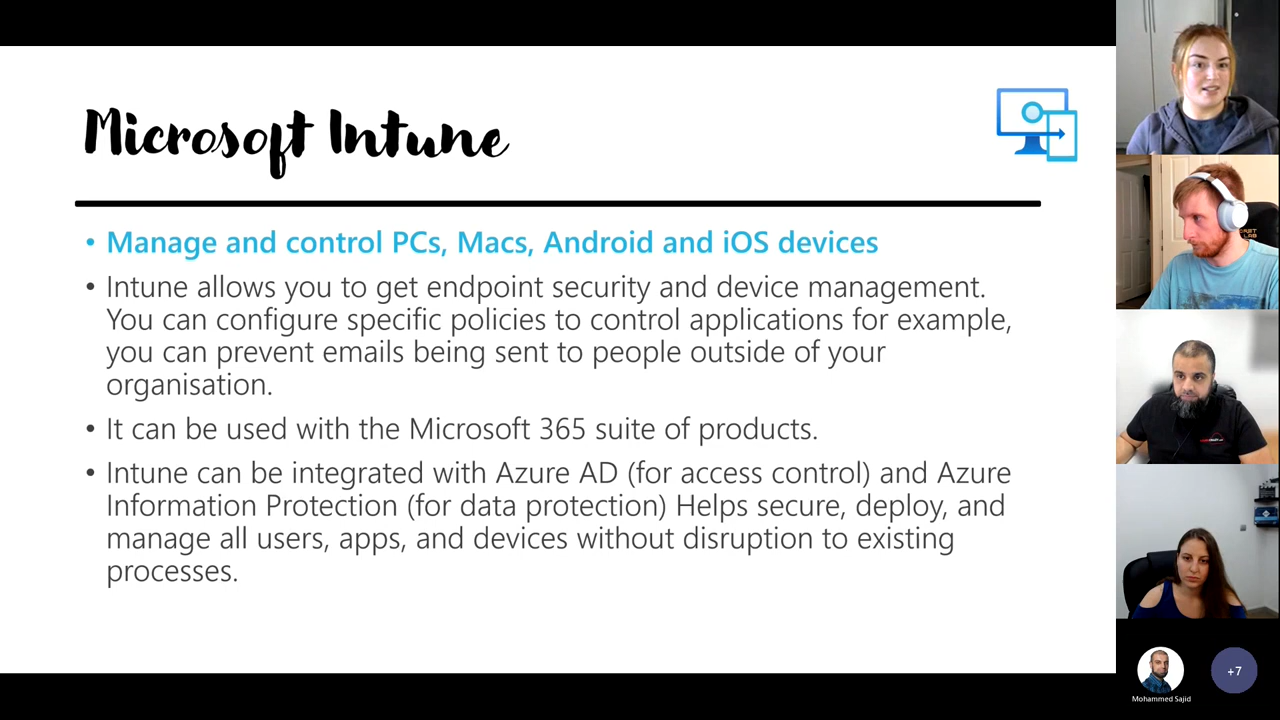 Microsoft Intune
• Manage and control PCs, Macs, Android and iOS devices
• Intune allows you to get endpoint security and device management.
You can configure specific policies to control applications for example,
you can prevent emails being sent to people outside of your
organisation.
• It can be used with the Microsoft 365 suite of products.
• Intune can be integrated with Azure AD (for access control) and Azure
Information Protection (for data protection) Helps secure, deploy, and
manage all users, apps, and devices without disruption to existing
processes.
+7
Mohammed Sajid